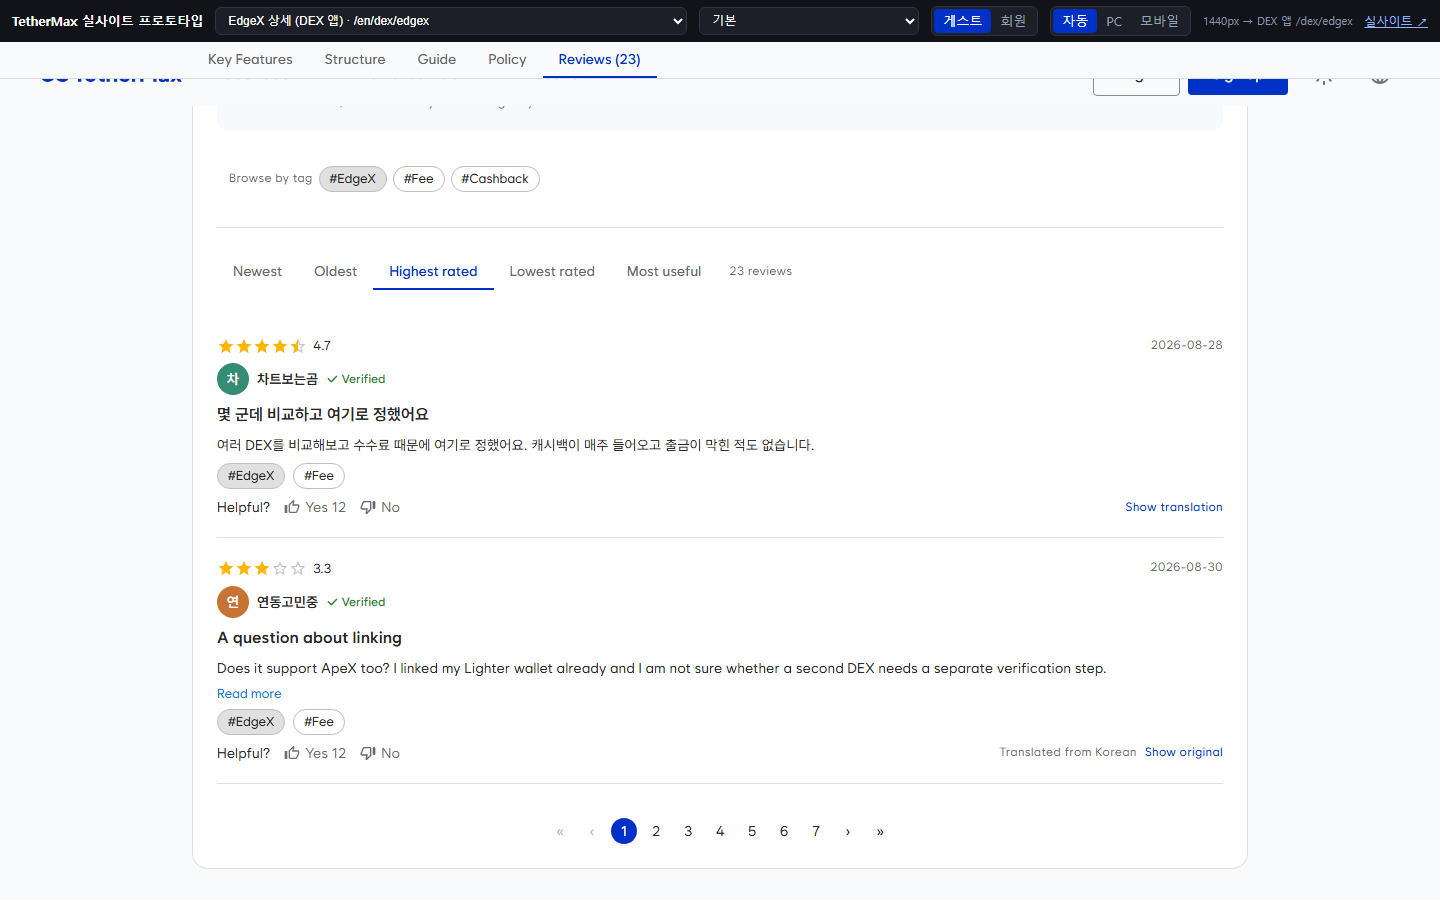 TetherMax 실사이트 프로토타입 EdgeX 상세 (DEX 앱) · /en/dex/edgex 기본 게스트 회원 자동 PC 모바일 1440px → DEX 앱 /dex/edgex 실사이트 ↗
Key Features Structure Guide Policy Reviews (23)
Browse by tag #EdgeX #Fee #Cashback
Newest Oldest Highest rated Lowest rated Most useful 23 reviews
4.7 2026-08-28
차 차트보는곰 Verified
몇 군데 비교하고 여기로 정했어요
여러 DEX를 비교해보고 수수료 때문에 여기로 정했어요. 캐시백이 매주 들어오고 출금이 막힌 적도 없습니다.
#EdgeX #Fee
Helpful? Yes 12 No Show translation
3.3 2026-08-30
연 연동고민중 Verified
A question about linking
Does it support ApeX too? I linked my Lighter wallet already and I am not sure whether a second DEX needs a separate verification step.
Read more
#EdgeX #Fee
Helpful? Yes 12 No Translated from Korean Show original
« ‹ 1 2 3 4 5 6 7 › »